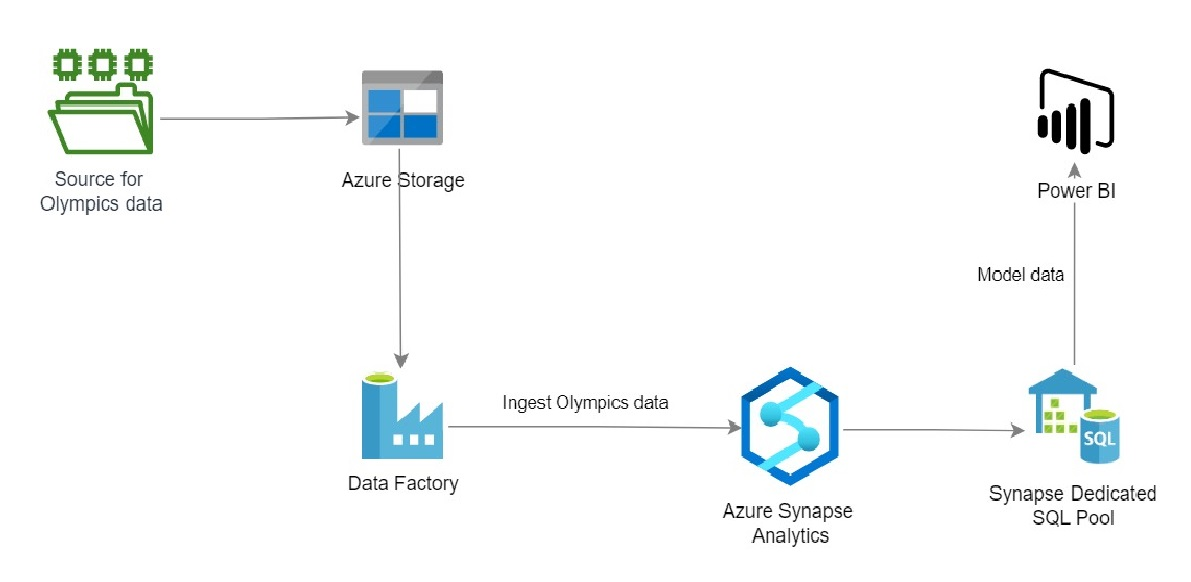 Source for
Olympics data
Azure Storage
Power BI
Model data
Ingest Olympics data
Data Factory
SQL
Azure Synapse
Analytics
Synapse Dedicated
SQL Pool